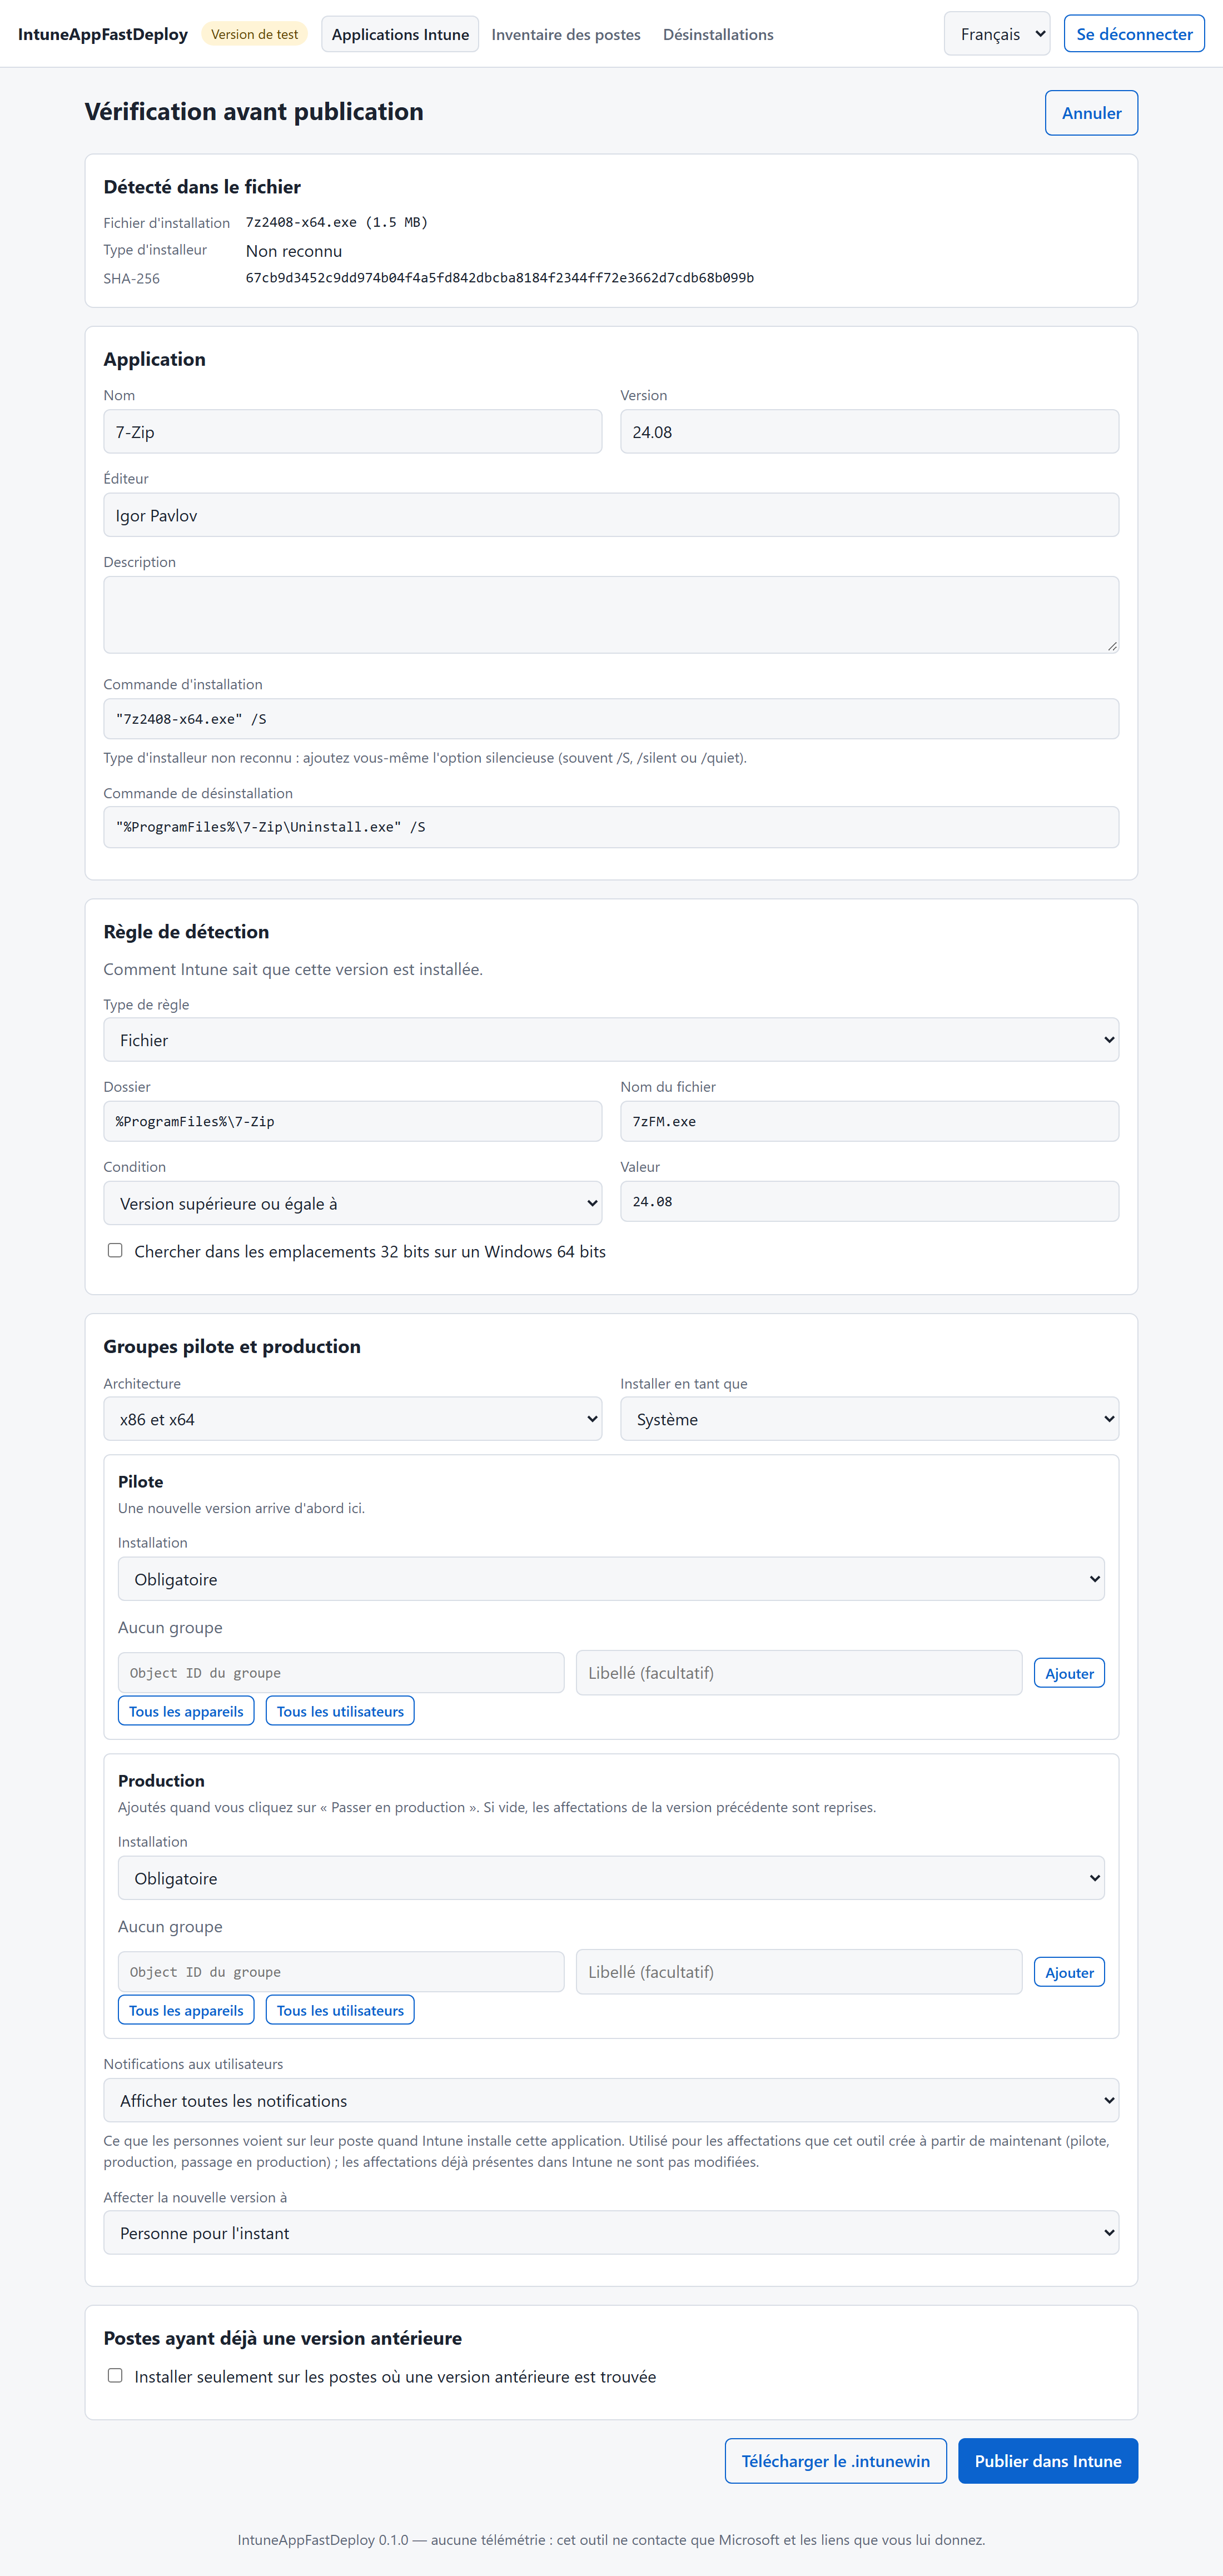 IntuneAppFastDeploy
Version de test
Applications Intune
Inventaire des postes
Désinstallations
Français
Se déconnecter
Vérification avant publication
Annuler
Détecté dans le fichier
Fichier d'installation 7z2408-x64.exe (1.5 MB)
Type d'installeur Non reconnu
SHA-256 67cb9d3452c9dd974b04f4a5fd842dbcba8184f2344ff72e3662d7cdb68b099b
Application
Nom
7-Zip
Version
24.08
Éditeur
Igor Pavlov
Description
Commande d'installation
"7z2408-x64.exe" /S
Type d'installeur non reconnu : ajoutez vous-même l'option silencieuse (souvent /S, /silent ou /quiet).
Commande de désinstallation
"%ProgramFiles%\7-Zip\Uninstall.exe" /S
Règle de détection
Comment Intune sait que cette version est installée.
Type de règle
Fichier
Dossier
%ProgramFiles%\7-Zip
Nom du fichier
7zFM.exe
Condition
Version supérieure ou égale à
Valeur
24.08
Chercher dans les emplacements 32 bits sur un Windows 64 bits
Groupes pilote et production
Architecture
x86 et x64
Installer en tant que
Système
Pilote
Une nouvelle version arrive d'abord ici.
Installation
Obligatoire
Aucun groupe
Object ID du groupe
Libellé (facultatif)
Ajouter
Tous les appareils
Tous les utilisateurs
Production
Ajoutés quand vous cliquez sur « Passer en production ». Si vide, les affectations de la version précédente sont reprises.
Installation
Obligatoire
Aucun groupe
Object ID du groupe
Libellé (facultatif)
Ajouter
Tous les appareils
Tous les utilisateurs
Notifications aux utilisateurs
Afficher toutes les notifications
Ce que les personnes voient sur leur poste quand Intune installe cette application. Utilisé pour les affectations que cet outil crée à partir de maintenant (pilote,
production, passage en production) ; les affectations déjà présentes dans Intune ne sont pas modifiées.
Affecter la nouvelle version à
Personne pour l'instant
Postes ayant déjà une version antérieure
Installer seulement sur les postes où une version antérieure est trouvée
Télécharger le .intunewin
Publier dans Intune
IntuneAppFastDeploy 0.1.0 — aucune télémétrie : cet outil ne contacte que Microsoft et les liens que vous lui donnez.